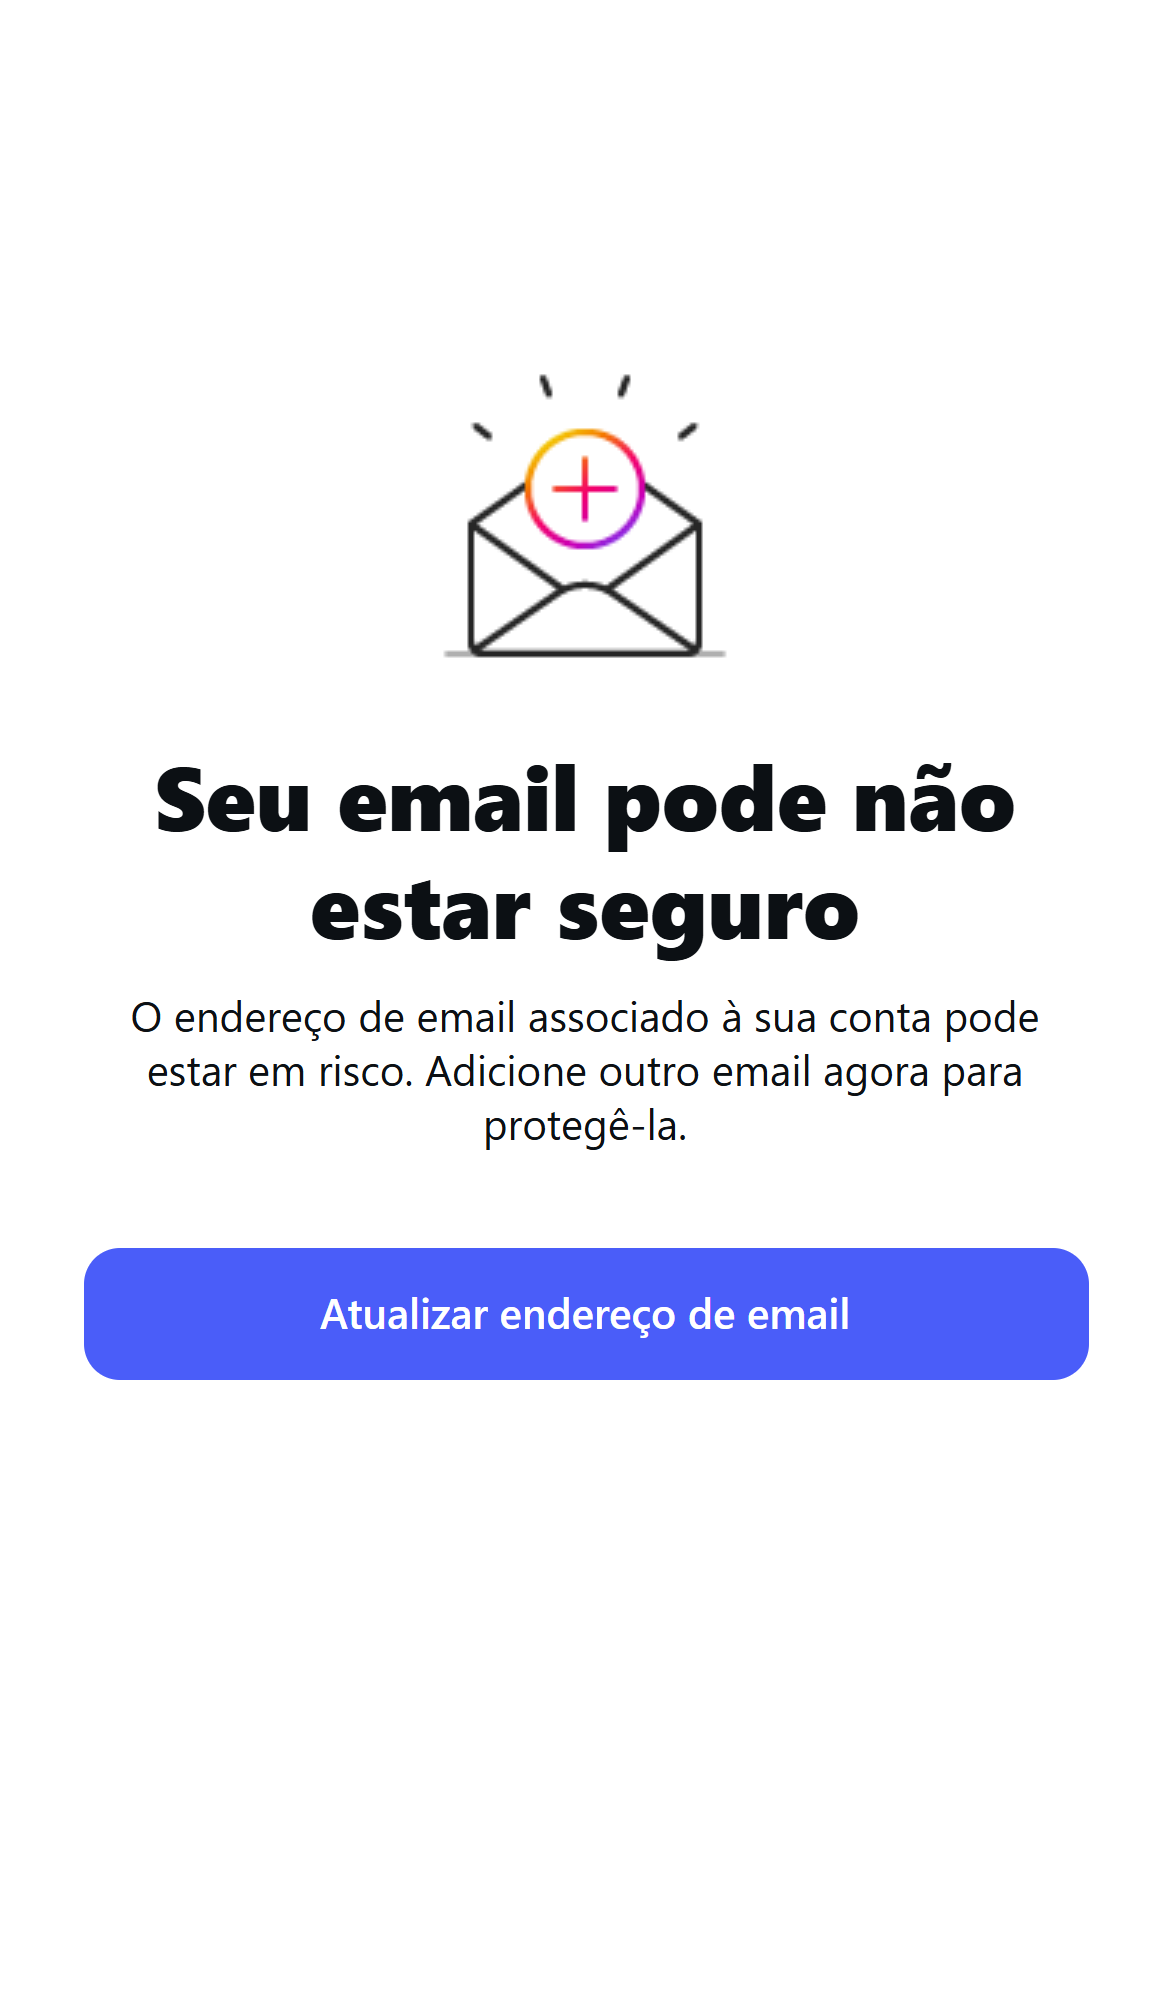 Seu email pode não
estar seguro
O endereço de email associado à sua conta pode
estar em risco. Adicione outro email agora para
protegê-la.
Atualizar endereço de email